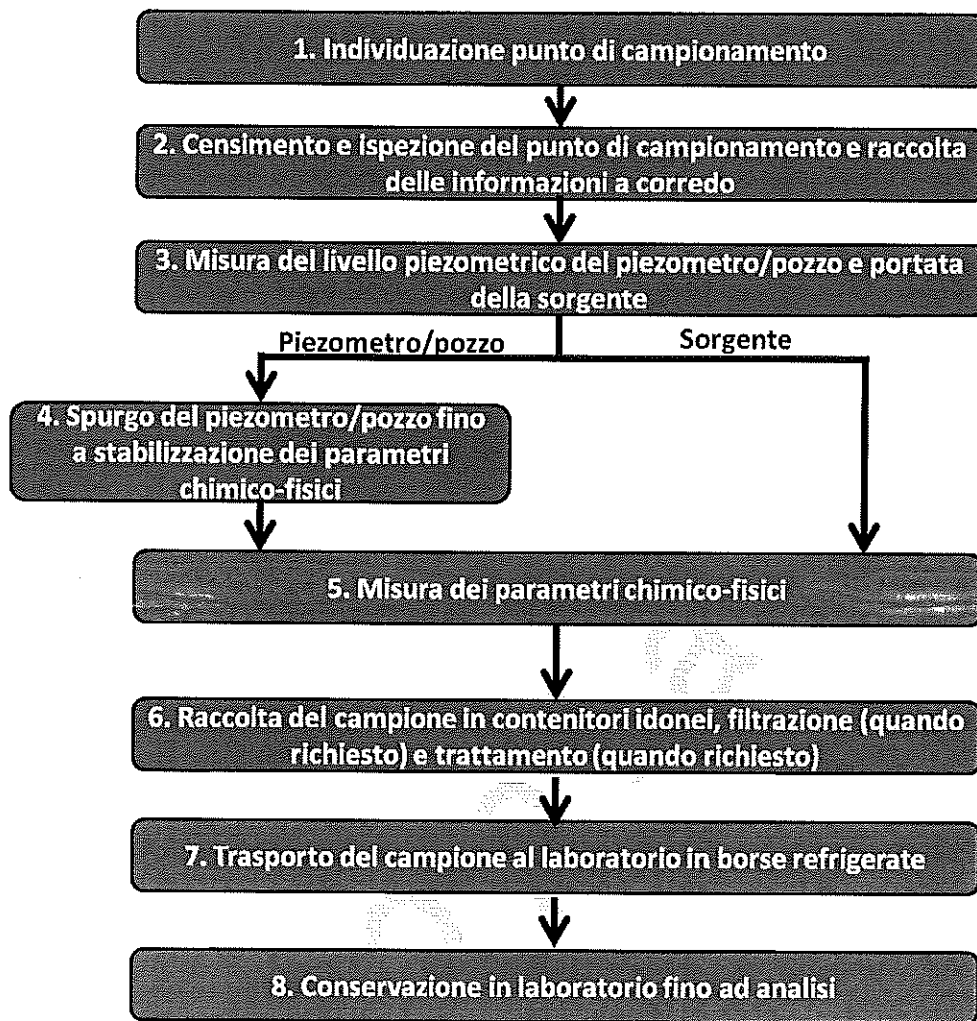 1. Individuazione punto di campionamento
2. Censimento e ispezione del punto di campionamento e raccolta
delle informazioni a corredo
3. Misura del livello piezometrico del piezometro/pozzo e portata
della sorgente
Piezometro/pozzo
Sorgente
4. Spurgo del piezometro/pozzo fino
a stabilizzazione dei parametri
chimico-fisici
5. Misura dei parametri chimico-fisici
6. Raccolta del campione in contenitori idonei, filtrazione (quando
richiesto) e trattamento (quando richiesto)
7. Trasporto del campione al laboratorio in borse refrigerate
8. Conservazione in laboratorio fino ad analisi